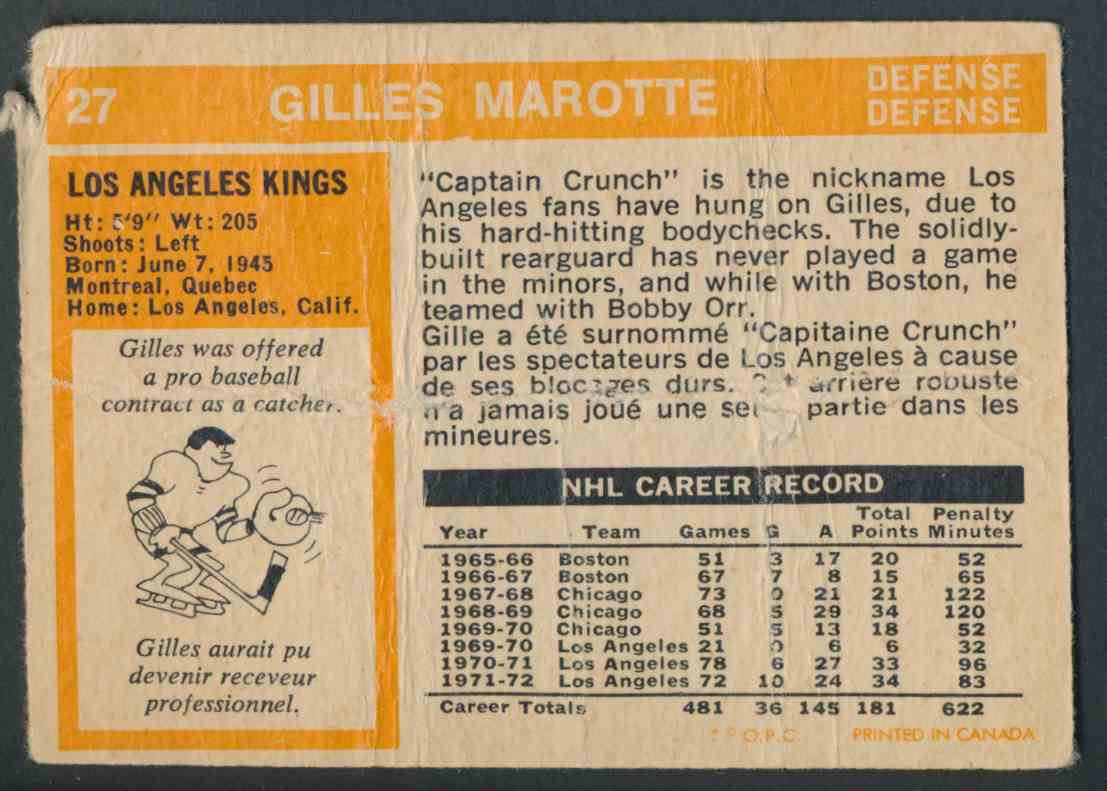 27 GILLES MAROTTE DEFENSE
DEFENSE
LOS ANGELES KINGS
Ht: 5'9" Wt: 205
Shoots: Left
Born: June 7, 1945
Montreal, Quebec
Home: Los Angeles, Calif.
Gilles was offered
a pro baseball
contract as a catcher.
Gilles aurait pu
devenir receveur
professionnel.
"Captain Crunch" is the nickname Los
Angeles fans have hung on Gilles, due to
his hard-hitting bodychecks. The solidly-
built rearguard has never played a game
in the minors, and while with Boston, he
teamed with Bobby Orr.
Gille a été surnommé "Capitaine Crunch"
par les spectateurs de Los Angeles à cause
de ses blocages durs. arrière robuste
n'a jamais joué une partie dans les
mineures.
NHL CAREER RECORD
Year Team Games G A Total Points Penalty Minutes
1965-66 Boston 51 3 17 20 52
1966-67 Boston 67 7 8 15 65
1967-68 Chicago 73 0 21 21 122
1968-69 Chicago 68 5 29 34 120
1969-70 Chicago 51 5 13 18 52
1969-70 Los Angeles 21 0 6 6 32
1970-71 Los Angeles 78 6 27 33 96
1971-72 Los Angeles 72 10 24 34 83
Career Totals 481 36 145 181 622
O.P.C. PRINTED IN CANADA